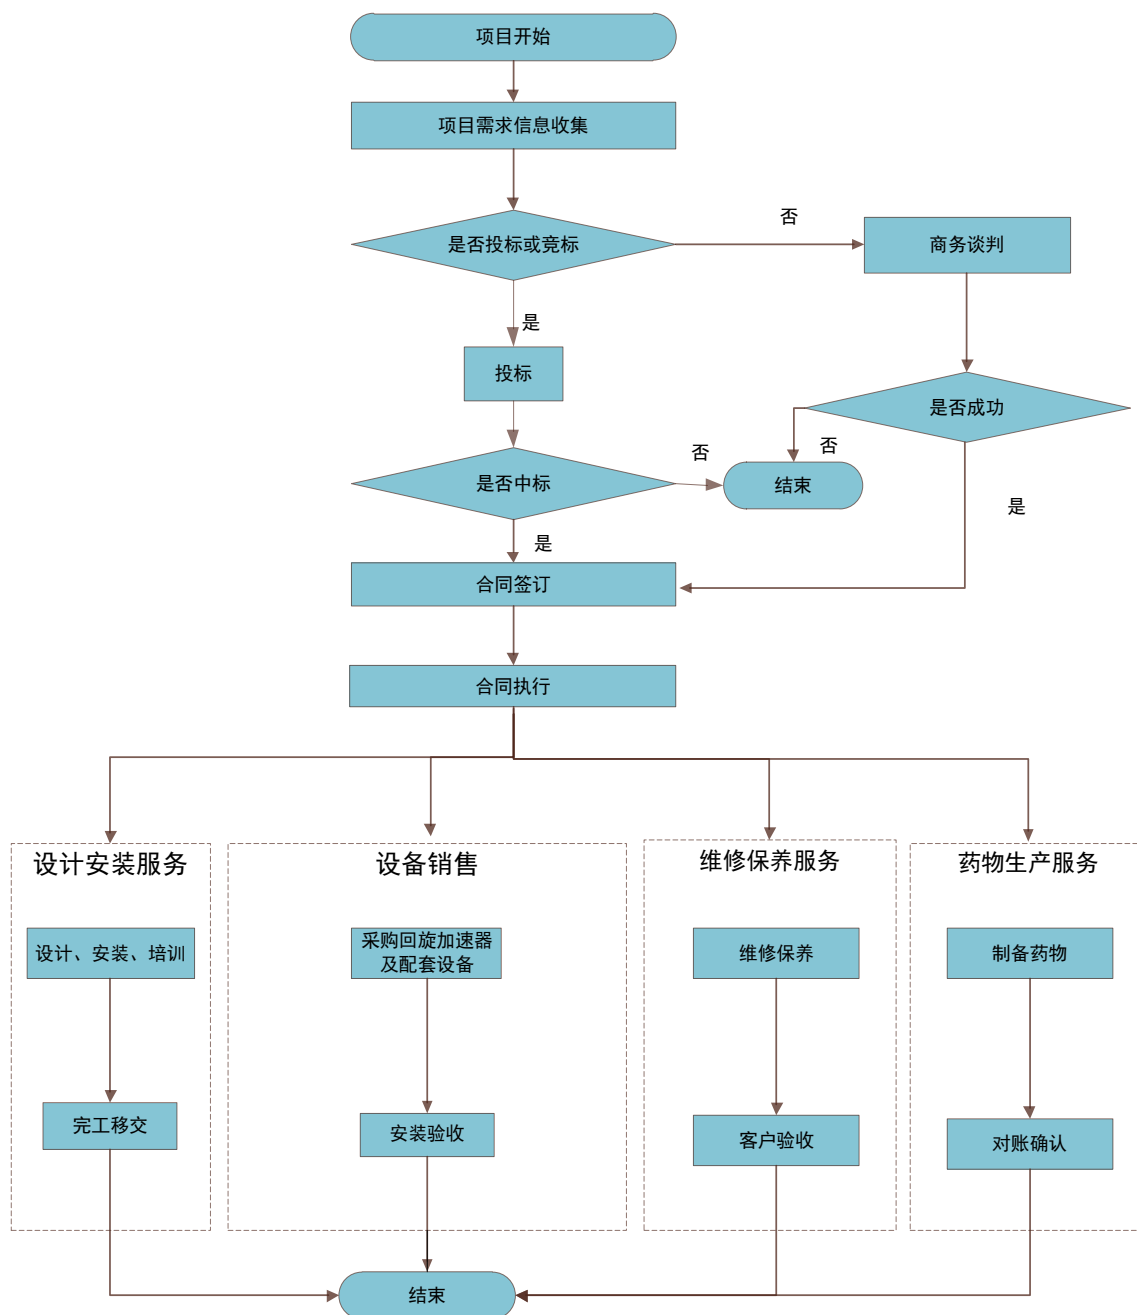 项目开始
项目需求信息收集
是否投标或竞标
否
商务谈判
是
投标
是否成功
否
否
是否中标
结束
是
是
合同签订
合同执行
设计安装服务
设备销售
维修保养服务
药物生产服务
设计、安装、培训
采购回旋加速器
及配套设备
维修保养
制备药物
完工移交
安装验收
客户验收
对账确认
结束